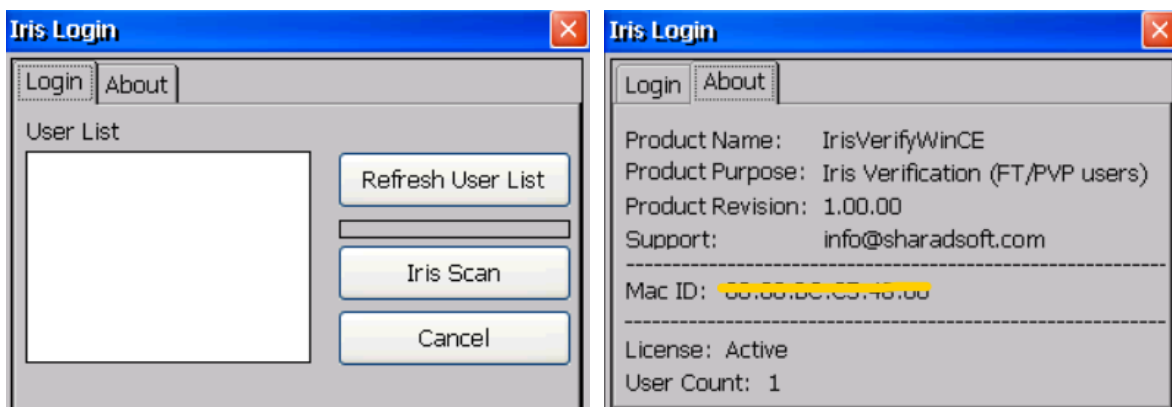 Iris Login
Login About
User List
Refresh User List
Iris Scan
Cancel
Iris Login
Login About
Product Name: IrisVerifyWinCE
Product Purpose: Iris Verification (FT/PVP users)
Product Revision: 1.00.00
Support: info@sharadsoft.com
Mac ID:
License: Active
User Count: 1